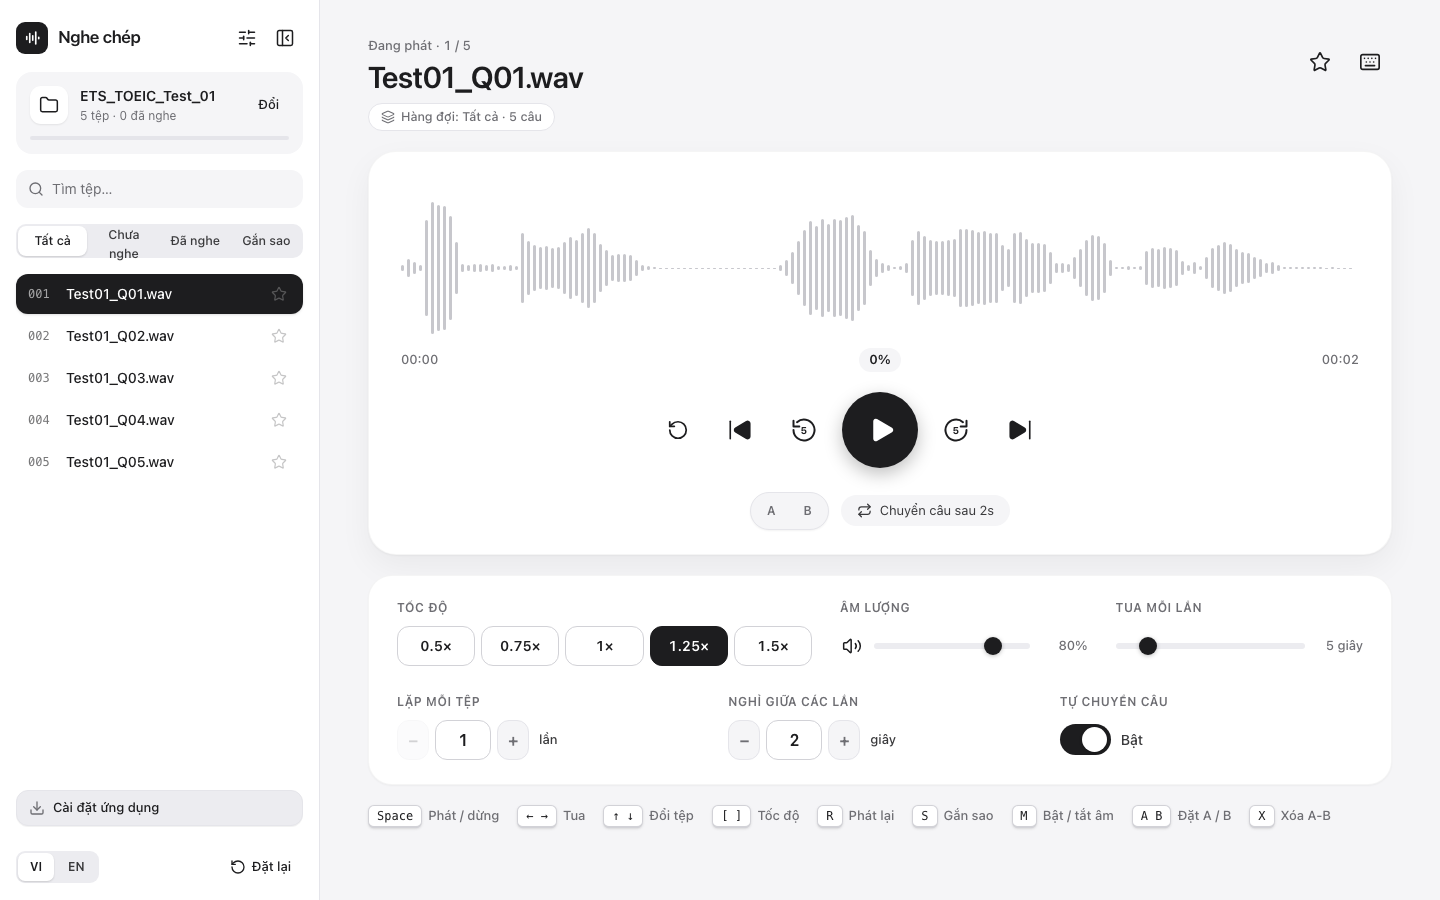 Nghe chép
ETS_TOEIC_Test_01
5 tệp · 0 đã nghe
Đổi
Tìm tệp...
Tất cả
Chưa nghe
Đã nghe
Gắn sao
001 Test01_Q01.wav
002 Test01_Q02.wav
003 Test01_Q03.wav
004 Test01_Q04.wav
005 Test01_Q05.wav
Cài đặt ứng dụng
VI EN
Đặt lại
Đang phát · 1 / 5
Test01_Q01.wav
Hàng đợi: Tất cả · 5 câu
00:00
0%
00:02
5
5
A B
Chuyển câu sau 2s
TỐC ĐỘ
0.5× 0.75× 1× 1.25× 1.5×
ÂM LƯỢNG
80%
TUA MỖI LẦN
5 giây
LẶP MỖI TỆP
− 1 + lần
NGHỈ GIỮA CÁC LẦN
− 2 + giây
TỰ CHUYỂN CÂU
Bật
Space Phát / dừng ← → Tua ↑ ↓ Đổi tệp [ ] Tốc độ R Phát lại S Gắn sao M Bật / tắt âm A B Đặt A / B X Xóa A-B